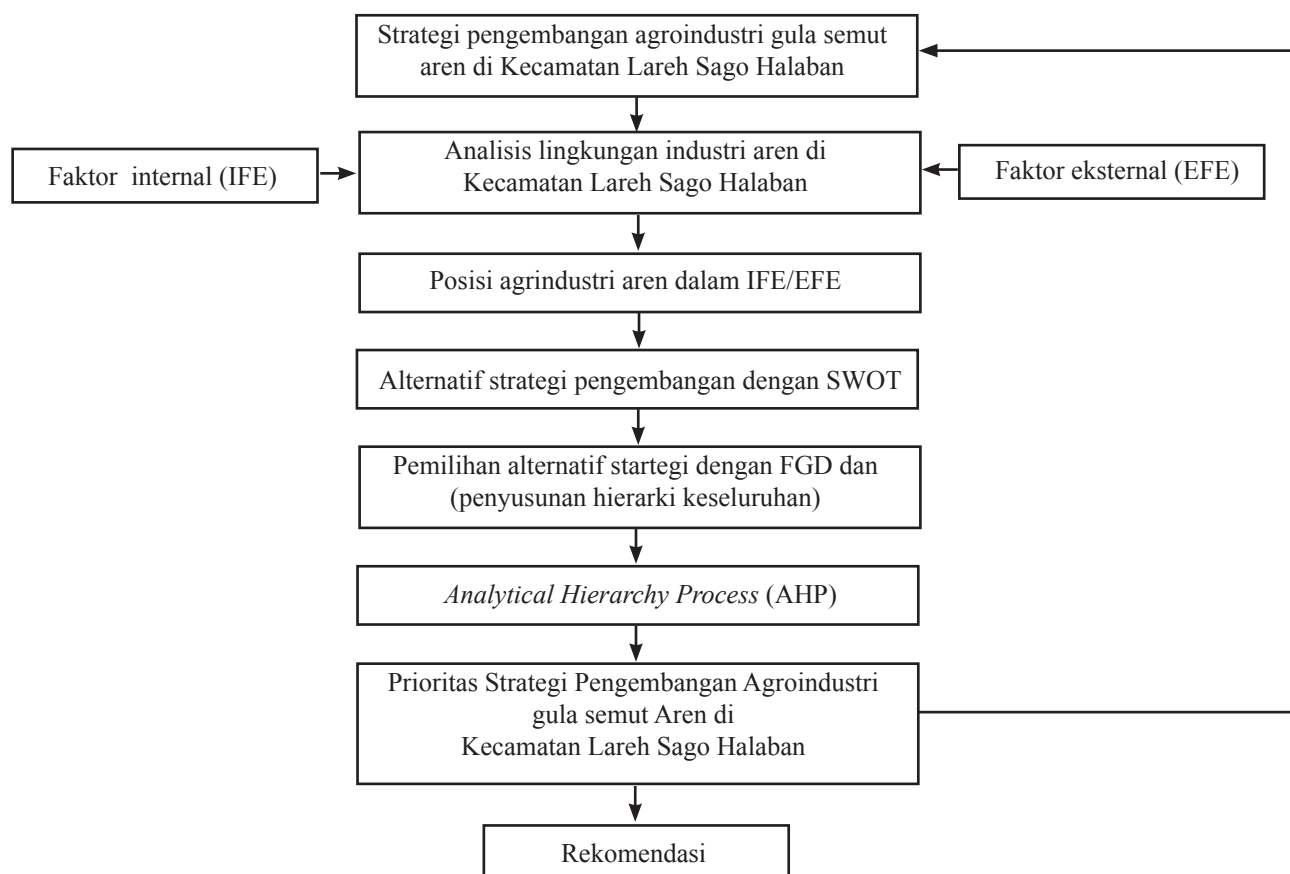 Strategi pengembangan agroindustri gula semut
aren di Kecamatan Lareh Sago Halaban
Faktor internal (IFE)
Analisis lingkungan industri aren di
Kecamatan Lareh Sago Halaban
Faktor eksternal (EFE)
Posisi agrindustri aren dalam IFE/EFE
Alternatif strategi pengembangan dengan SWOT
Pemilihan alternatif startegi dengan FGD dan
(penyusunan hierarki keseluruhan)
Analytical Hierarchy Process (AHP)
Prioritas Strategi Pengembangan Agroindustri
gula semut Aren di
Kecamatan Lareh Sago Halaban
Rekomendasi